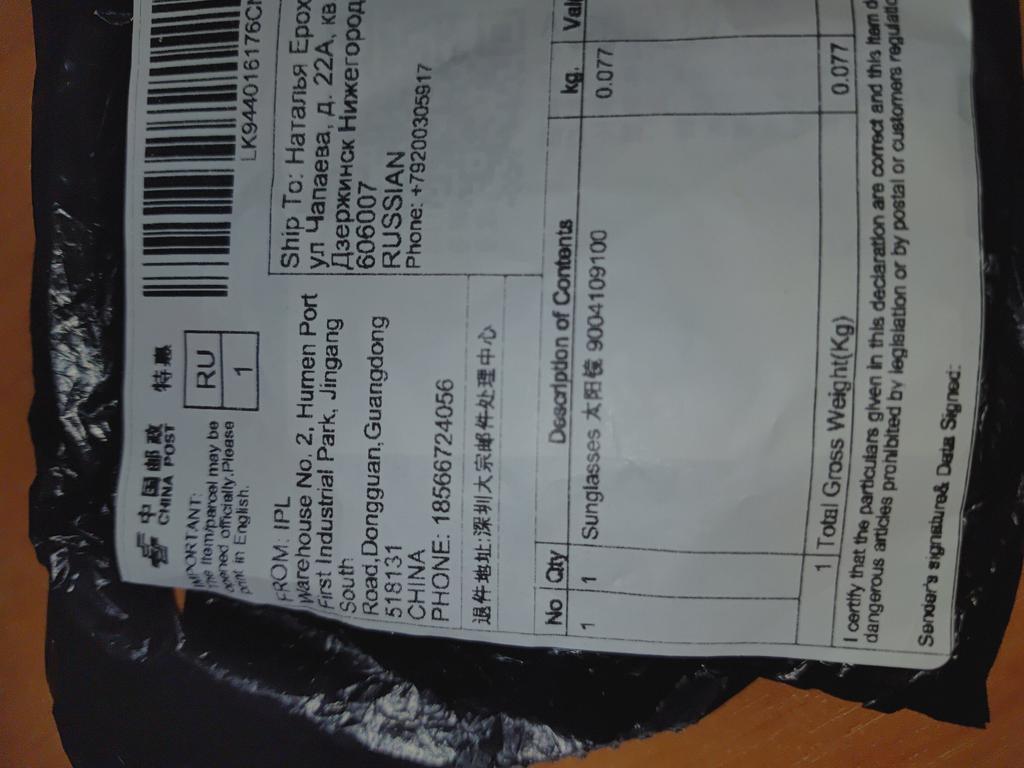 中国邮政 特惠
CHINA POST
RU
1
LK944016176C
IMPORTANT:
The item/parcel may be
opened officially.Please
print in English.
FROM: IPL
Warehouse No. 2, Humen Port
First Industrial Park, Jingang
South
Road,Dongguan,Guangdong
518131
CHINA
PHONE: 18566724056
Ship To: Наталья Ерох
ул Чапаева, д. 22А, кв
Дзержинск Нижегород
606007
RUSSIAN
Phone: +79200305917
退件地址:深圳大宗邮件处理中心
No Qty Description of Contents kg. Val
1 1 Sunglasses 太阳镜 9004109100 0.077
1 Total Gross Weight(Kg) 0.077
I certify that the particulars given in this declaration are correct and this item d
dangerous articles prohibited by legislation or by postal or customers regulatio
Sender's signature& Data Signed: